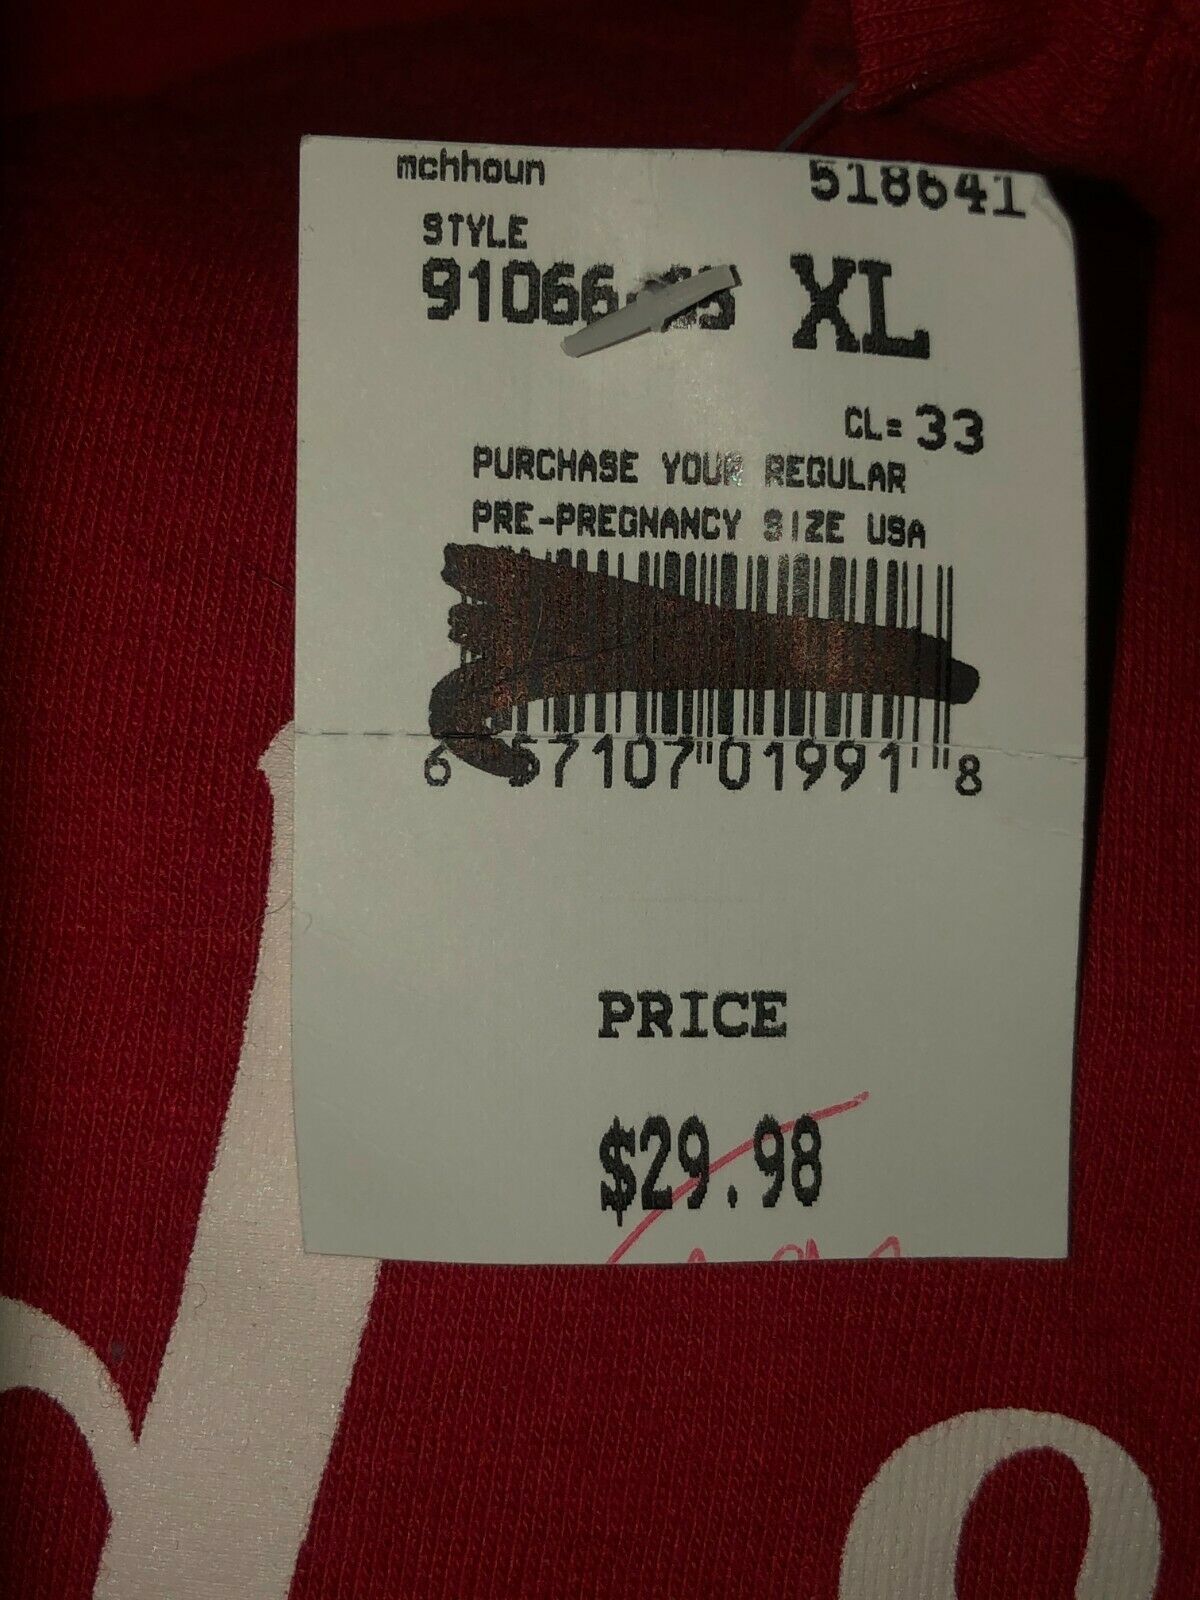 mchhoun 518641
STYLE
XL
CL= 33
PURCHASE YOUR REGULAR
PRE-PREGNANCY SIZE USA
6 57107 01991 8
PRICE
$29.98